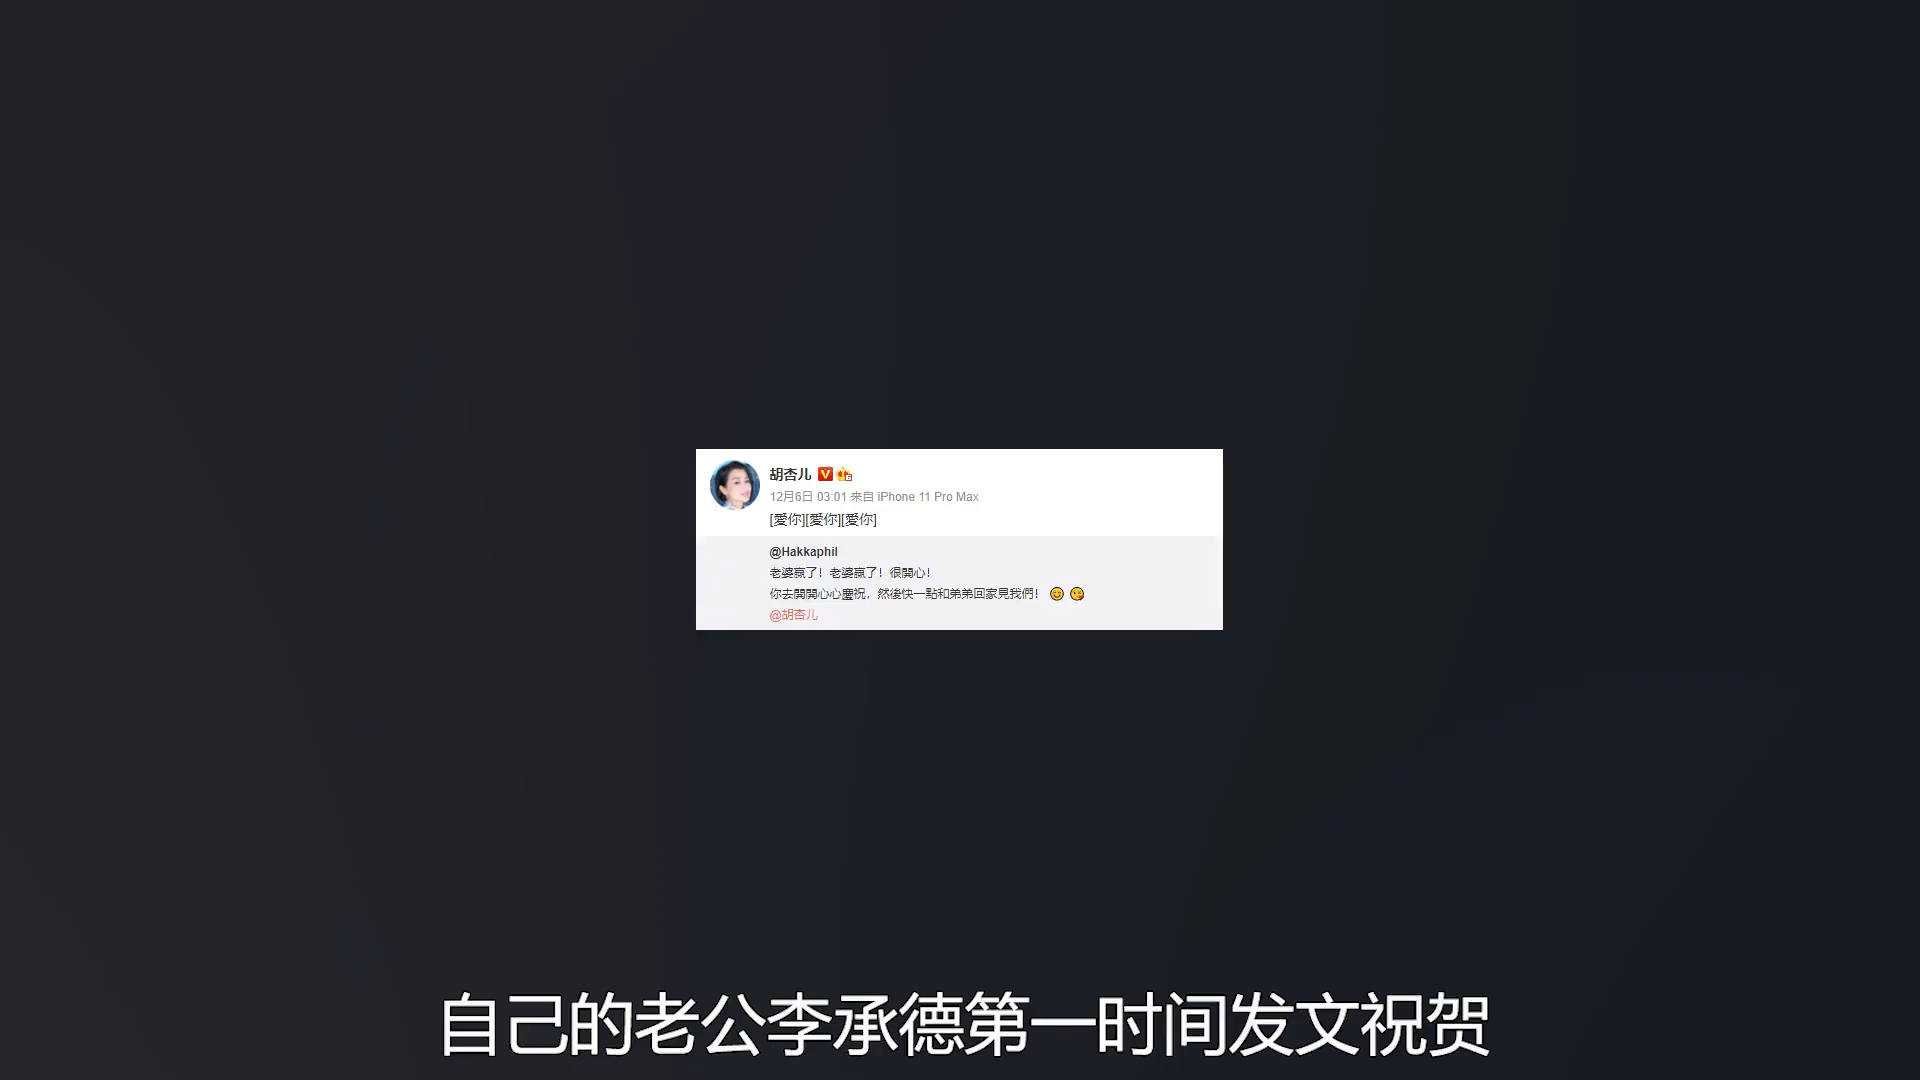 胡杏儿
12月6日 03:01 来自 iPhone 11 Pro Max
[愛你][愛你][愛你]
@Hakkaphil
老婆贏了！老婆贏了！很開心！
你去開開心心慶祝，然後快一點和弟弟回家見我們！
@胡杏儿
自己的老公李承德第一时间发文祝贺